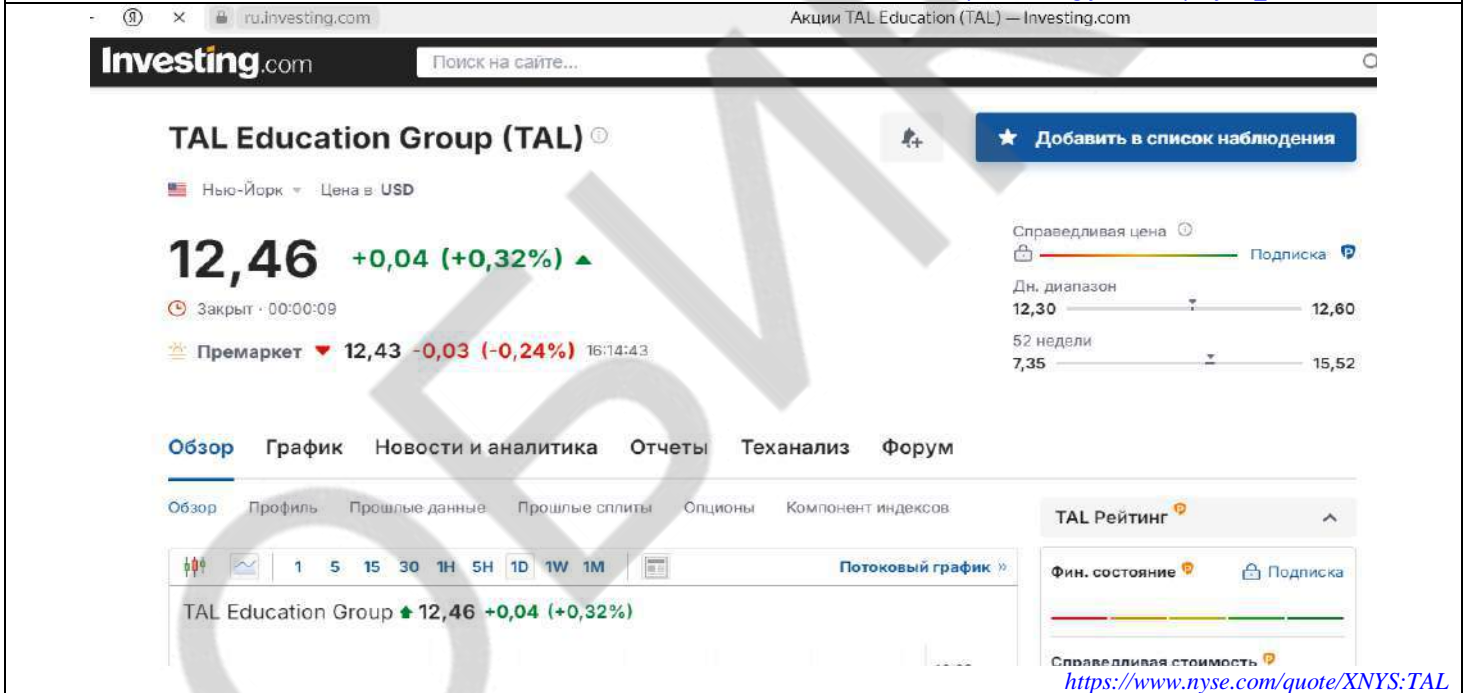 ru.investing.com
Акции TAL Education (TAL) — Investing.com
Investing.com
Поиск на сайте...
TAL Education Group (TAL)
Добавить в список наблюдения
Нью-Йорк Цена в USD
12,46 +0,04 (+0,32%)
Закрыт · 00:00:09
Премаркет 12,43 -0,03 (-0,24%) 16:14:43
Справедливая цена
Подписка
Дн. диапазон
12,30 12,60
52 недели
7,35 15,52
Обзор График Новости и аналитика Отчеты Теханализ Форум
Обзор Профиль Прошлые данные Прошлые сплиты Опционы Компонент индексов
TAL Рейтинг
1 5 15 30 1H 5H 1D 1W 1M Потоковый график »
Фин. состояние Подписка
TAL Education Group 12,46 +0,04 (+0,32%)
Справедливая стоимость
https://www.nyse.com/quote/XNYS:TAL